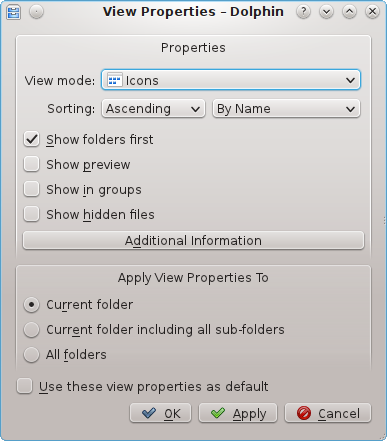 View Properties – Dolphin
Properties
View mode: Icons
Sorting: Ascending By Name
Show folders first
Show preview
Show in groups
Show hidden files
Additional Information
Apply View Properties To
Current folder
Current folder including all sub-folders
All folders
Use these view properties as default
OK Apply Cancel